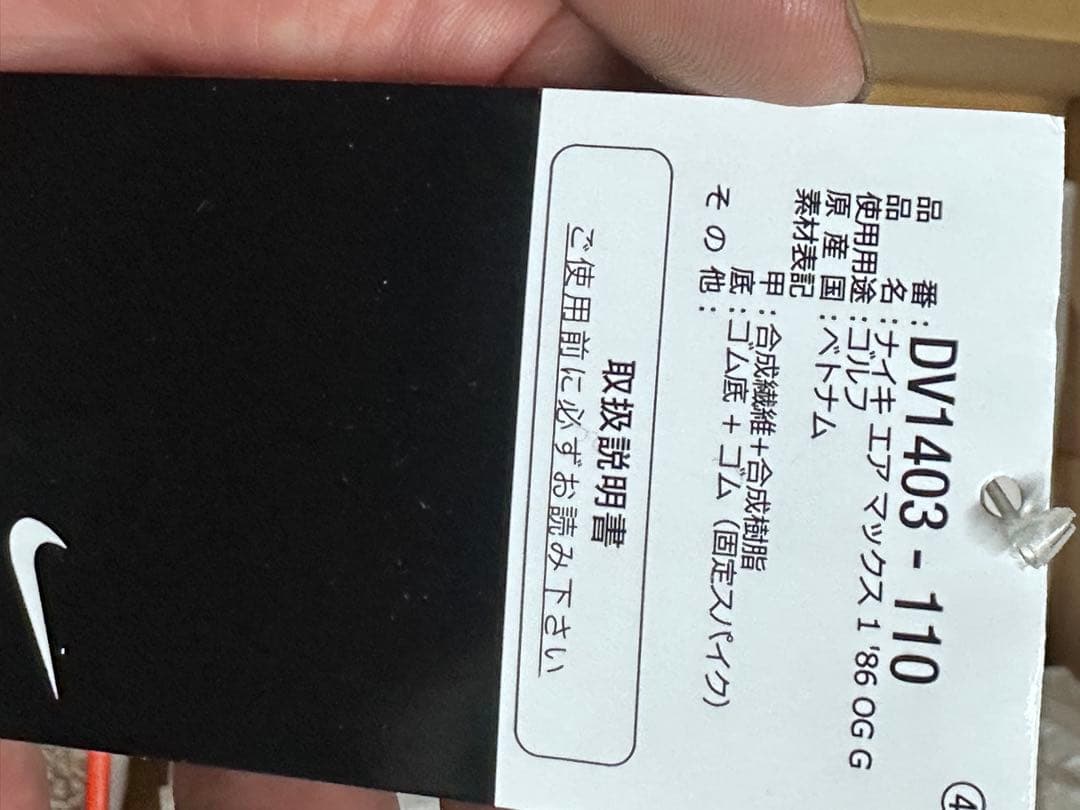 品番：DV1403 - 110
品名：ナイキ エア マックス 1 '86 OG G
使用用途：ゴルフ
原産国：ベトナム
素材表記
甲：合成繊維＋合成樹脂
底：ゴム底＋ゴム（固定スパイク）
その他：
取扱説明書
ご使用前に必ずお読み下さい